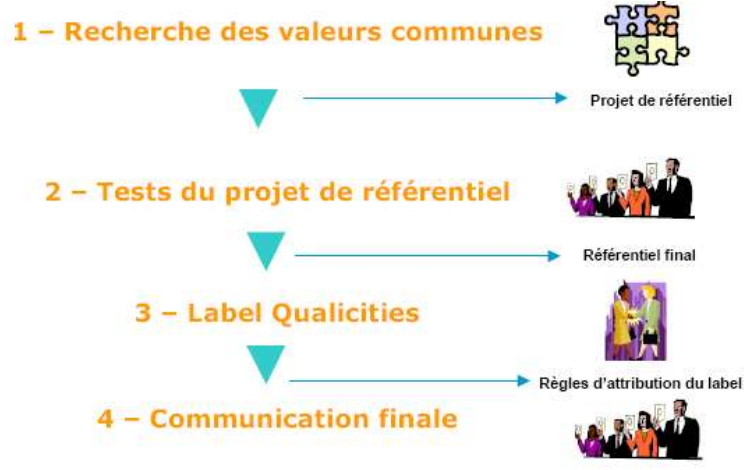 1 – Recherche des valeurs communes
Projet de référentiel
2 – Tests du projet de référentiel
Référentiel final
3 – Label Qualicities
Règles d'attribution du label
4 – Communication finale